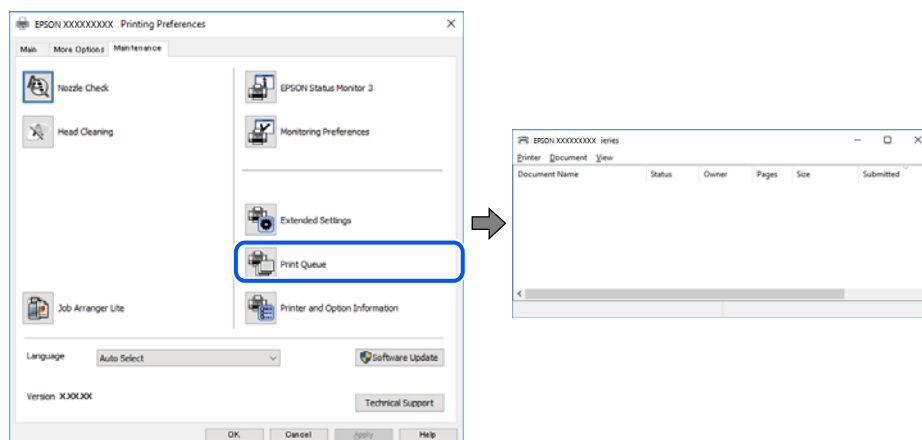 EPSON XXXXXXXXX Printing Preferences
Main More Options Maintenance
Nozzle Check
EPSON Status Monitor 3
Head Cleaning
Monitoring Preferences
Extended Settings
Print Queue
Job Arranger Lite
Printer and Option Information
Language Auto Select
Software Update
Version X.XX.XX
Technical Support
OK Cancel Apply Help
EPSON XXXXXXXXX ieries
Printer Document View
Document Name Status Owner Pages Size Submitted